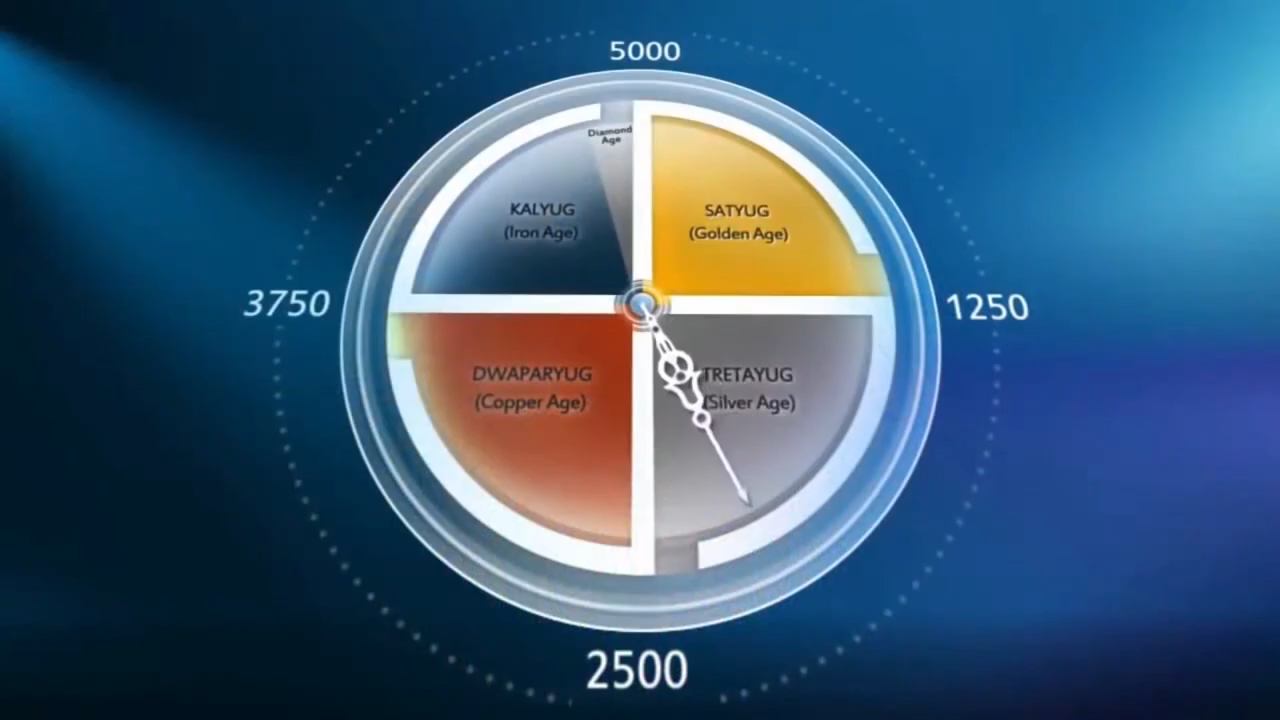 5000
Diamond
Age
KALYUG
(Iron Age)
SATYUG
(Golden Age)
3750
1250
DWAPARYUG
(Copper Age)
TRETAYUG
(Silver Age)
2500